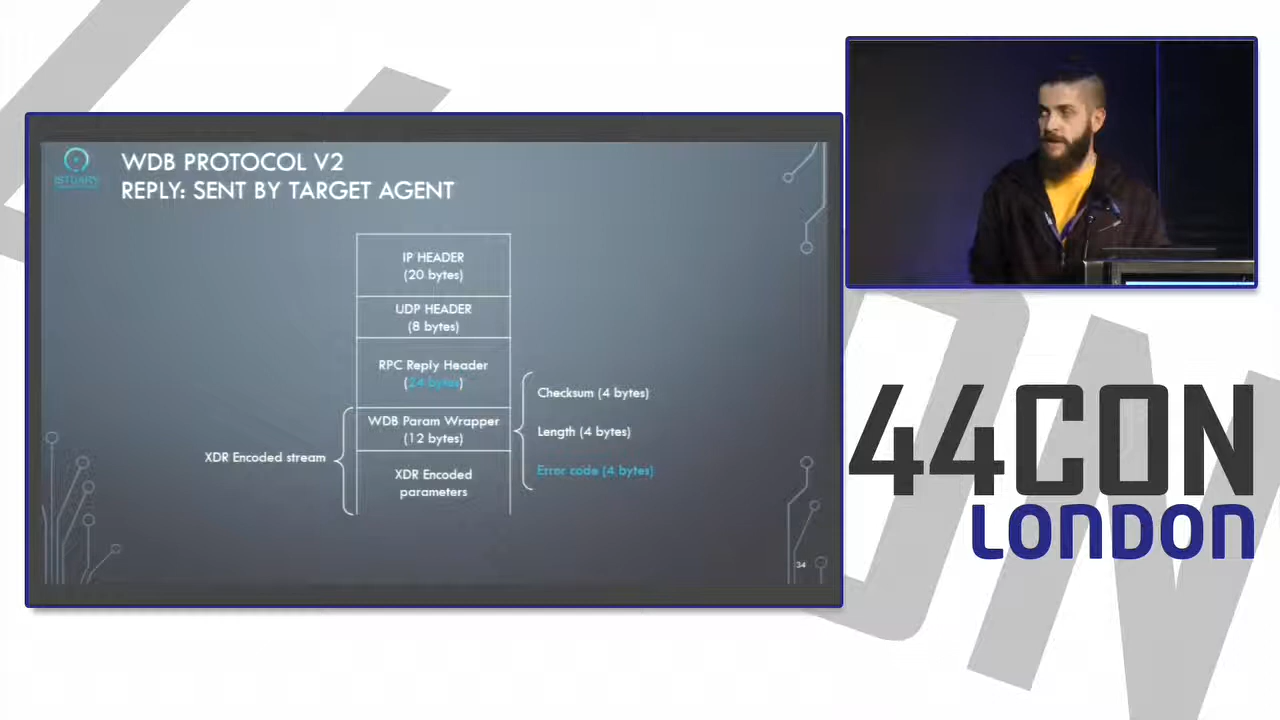 ISTUARY
WDB PROTOCOL V2
REPLY: SENT BY TARGET AGENT
IP HEADER
(20 bytes)
UDP HEADER
(8 bytes)
RPC Reply Header
(24 bytes)
WDB Param Wrapper
(12 bytes)
XDR Encoded
parameters
XDR Encoded stream
Checksum (4 bytes)
Length (4 bytes)
Error code (4 bytes)
34
44CON
LONDON